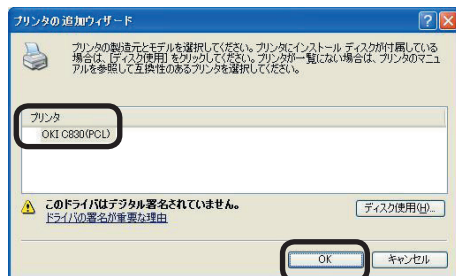 プリンタの追加ウィザード
プリンタの製造元とモデルを選択してください。プリンタにインストール ディスクが付属している
場合は、[ディスク使用] をクリックしてください。プリンタが一覧にない場合は、プリンタのマニュ
アルを参照して互換性のあるプリンタを選択してください。
プリンタ
OKI C830(PCL)
このドライバはデジタル署名されていません。
ディスク使用(H)...
ドライバの署名が重要な理由
OK
キャンセル